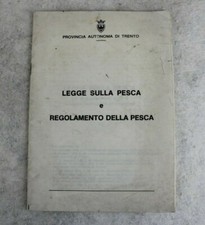 PROVINCIA AUTONOMA DI TRENTO
LEGGE SULLA PESCA
e
REGOLAMENTO DELLA PESCA